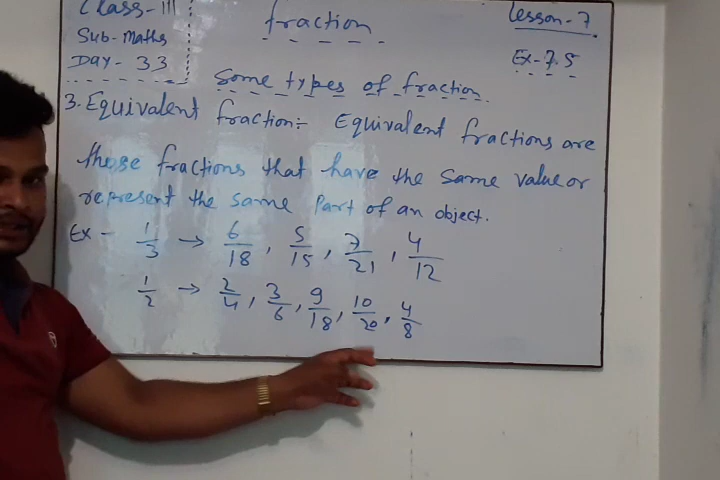 Class-III
Sub- Maths
Day- 33
fraction
Lesson-7
Ex-7.5
Some types of fraction.
3. Equivalent fraction:- Equivalent fractions are
those fractions that have the same value or
represent the same part of an object.
Ex - 1/3 → 6/18, 5/15, 7/21, 4/12
1/2 → 2/4, 3/6, 9/18, 10/20, 4/8